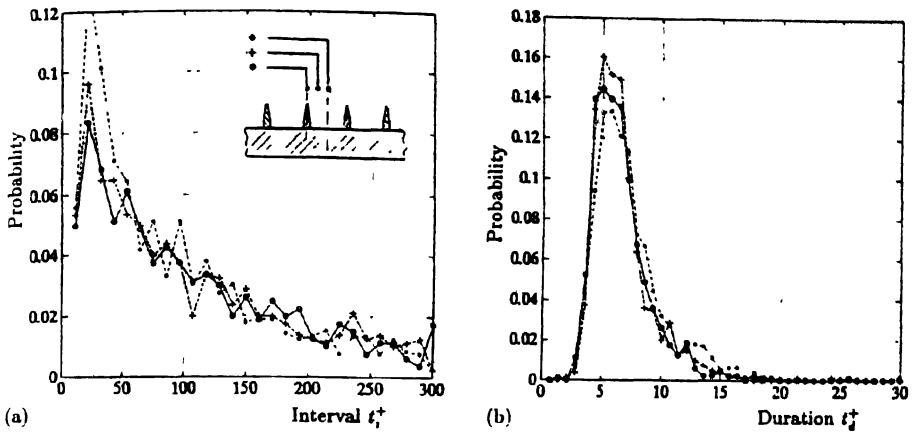 0.12
0.1
0.08
0.06
0.04
0.02
0
0 50 100 150 200 250 300
Probability
Interval t_i^+
(a)
0.18
0.16
0.14
0.12
0.1
0.08
0.06
0.04
0.02
0
0 5 10 15 20 25 30
Probability
Duration t_d^+
(b)